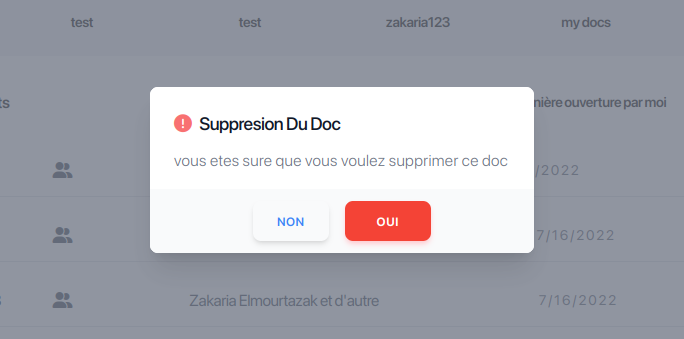 test test zakaria123 my docs
ts nière ouverture par moi
Suppresion Du Doc
vous etes sure que vous voulez supprimer ce doc
/2022
NON OUI
7/16/2022
Zakaria Elmourtazak et d'autre 7/16/2022